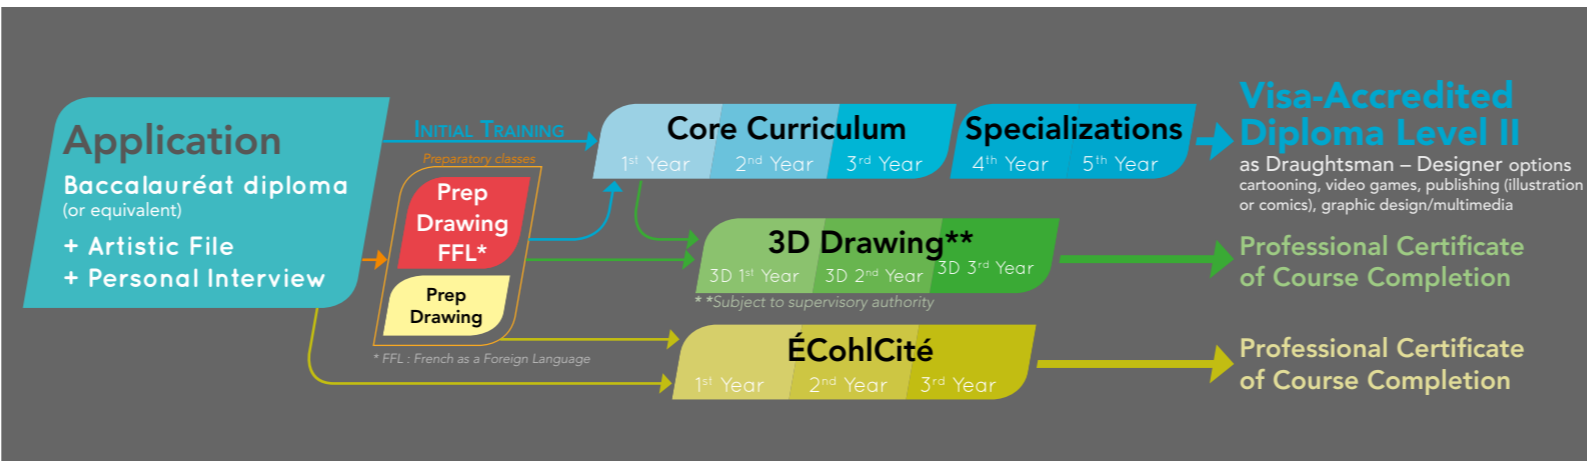 Application
Baccalauréat diploma
(or equivalent)
+ Artistic File
+ Personal Interview
INITIAL TRAINING
Preparatory classes
Prep
Drawing
FFL*
Prep
Drawing
* FFL : French as a Foreign Language
Core Curriculum
1st Year
2nd Year
3rd Year
Specializations
4th Year
5th Year
Visa-Accredited
Diploma Level II
as Draughtsman – Designer options
cartooning, video games, publishing (illustration
or comics), graphic design/multimedia
3D Drawing**
3D 1st Year
3D 2nd Year
3D 3rd Year
* *Subject to supervisory authority
Professional Certificate
of Course Completion
ÉCohlCité
1st Year
2nd Year
3rd Year
Professional Certificate
of Course Completion